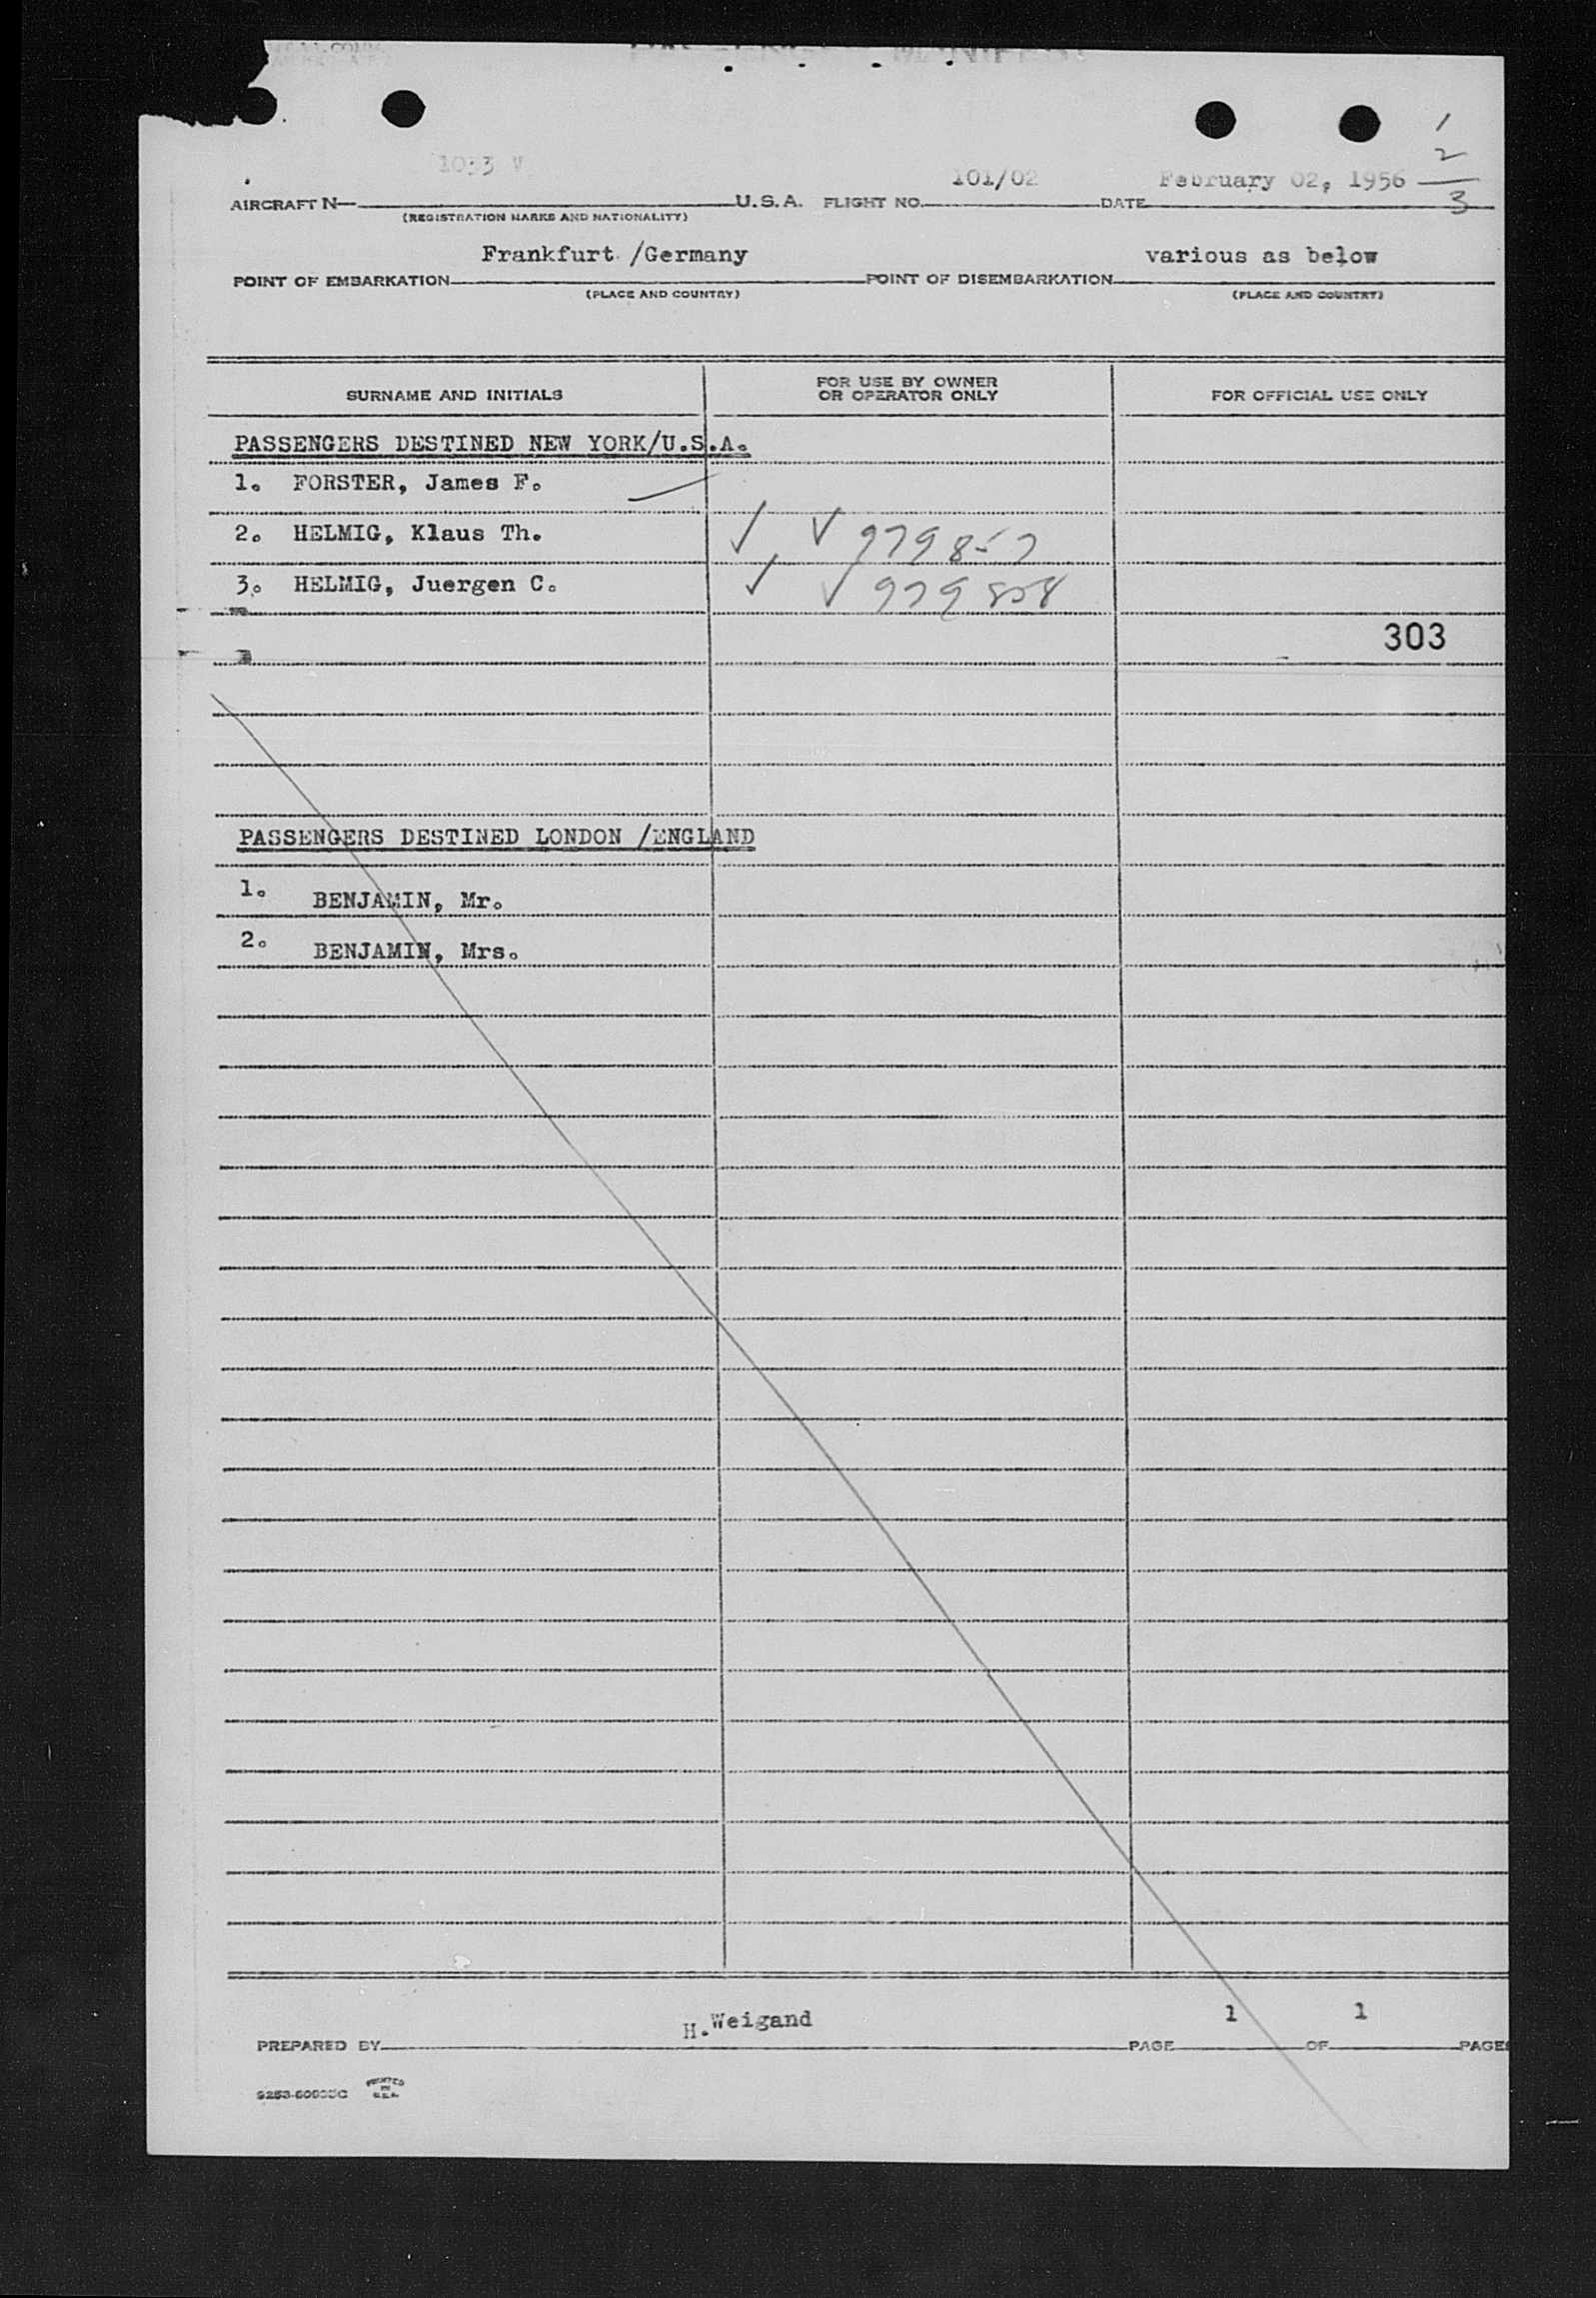 1033 V
101/02
February 02, 1956
1
2
3
AIRCRAFT N
U.S.A. FLIGHT NO.
DATE
(REGISTRATION MARKS AND NATIONALITY)
Frankfurt /Germany
various as below
POINT OF EMBARKATION
POINT OF DISEMBARKATION
(PLACE AND COUNTRY)
(PLACE AND COUNTRY)
SURNAME AND INITIALS
FOR USE BY OWNER
OR OPERATOR ONLY
FOR OFFICIAL USE ONLY
PASSENGERS DESTINED NEW YORK/U.S.A.
1. FORSTER, James F.
2. HELMIG, Klaus Th. ✓ ✓ 979857
3. HELMIG, Juergen C. ✓ ✓ 979858
303
PASSENGERS DESTINED LONDON /ENGLAND
1. BENJAMIN, Mr.
2. BENJAMIN, Mrs.
H. Weigand
1
1
PREPARED BY
PAGE
OF
PAGES
PRINTED
IN
U.S.A.